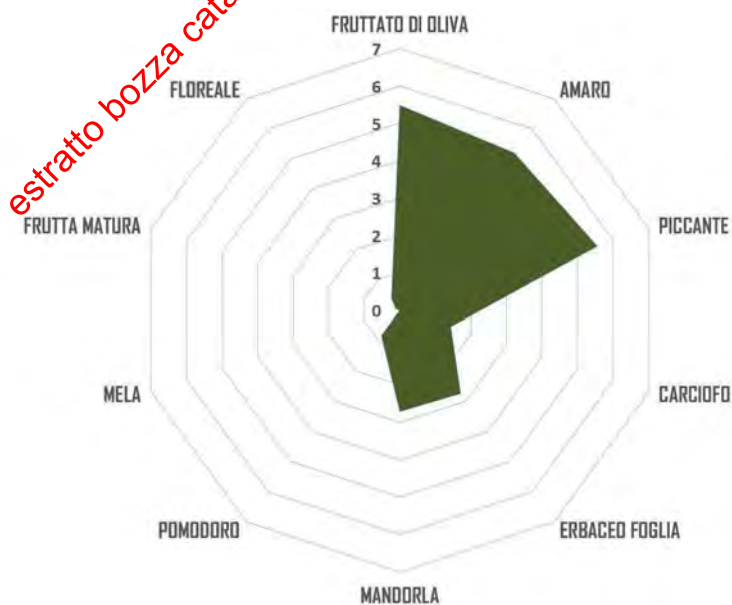 estratto bozza cata
FRUTTATO DI OLIVA
AMARO
PICCANTE
CARCIOFO
ERBACEO FOGLIA
MANDORLA
POMODORO
MELA
FRUTTA MATURA
FLOREALE
7
6
5
4
3
2
1
0